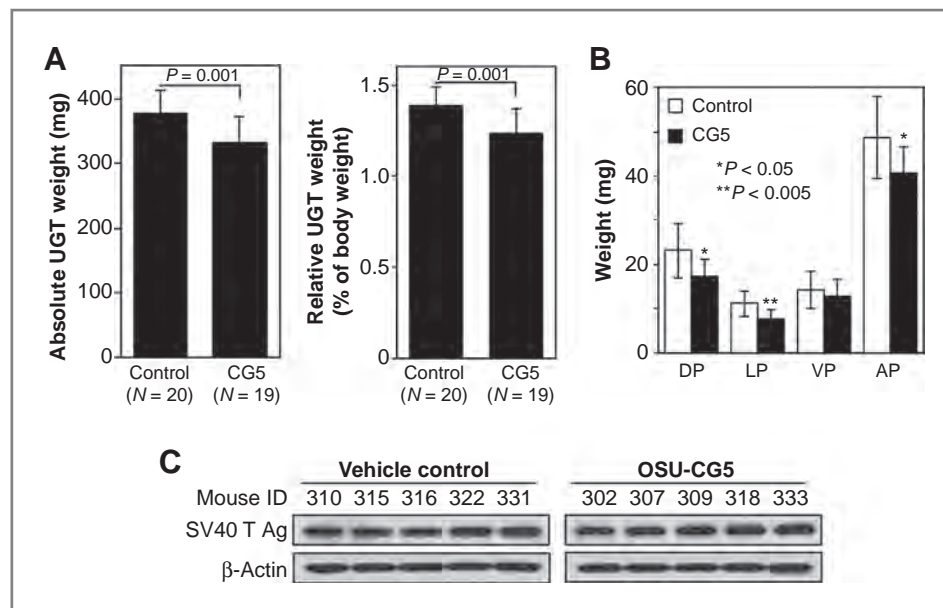 A
Absolute UGT weight (mg)
400
300
200
100
0
P = 0.001
Control
(N = 20)
CG5
(N = 19)
Relative UGT weight
(% of body weight)
1.5
1.0
0.5
0
P = 0.001
Control
(N = 20)
CG5
(N = 19)
B
Weight (mg)
60
40
20
0
Control
CG5
*P < 0.05
**P < 0.005
*
**
*
DP LP VP AP
C
Vehicle control OSU-CG5
Mouse ID 310 315 316 322 331 302 307 309 318 333
SV40 T Ag
β-Actin